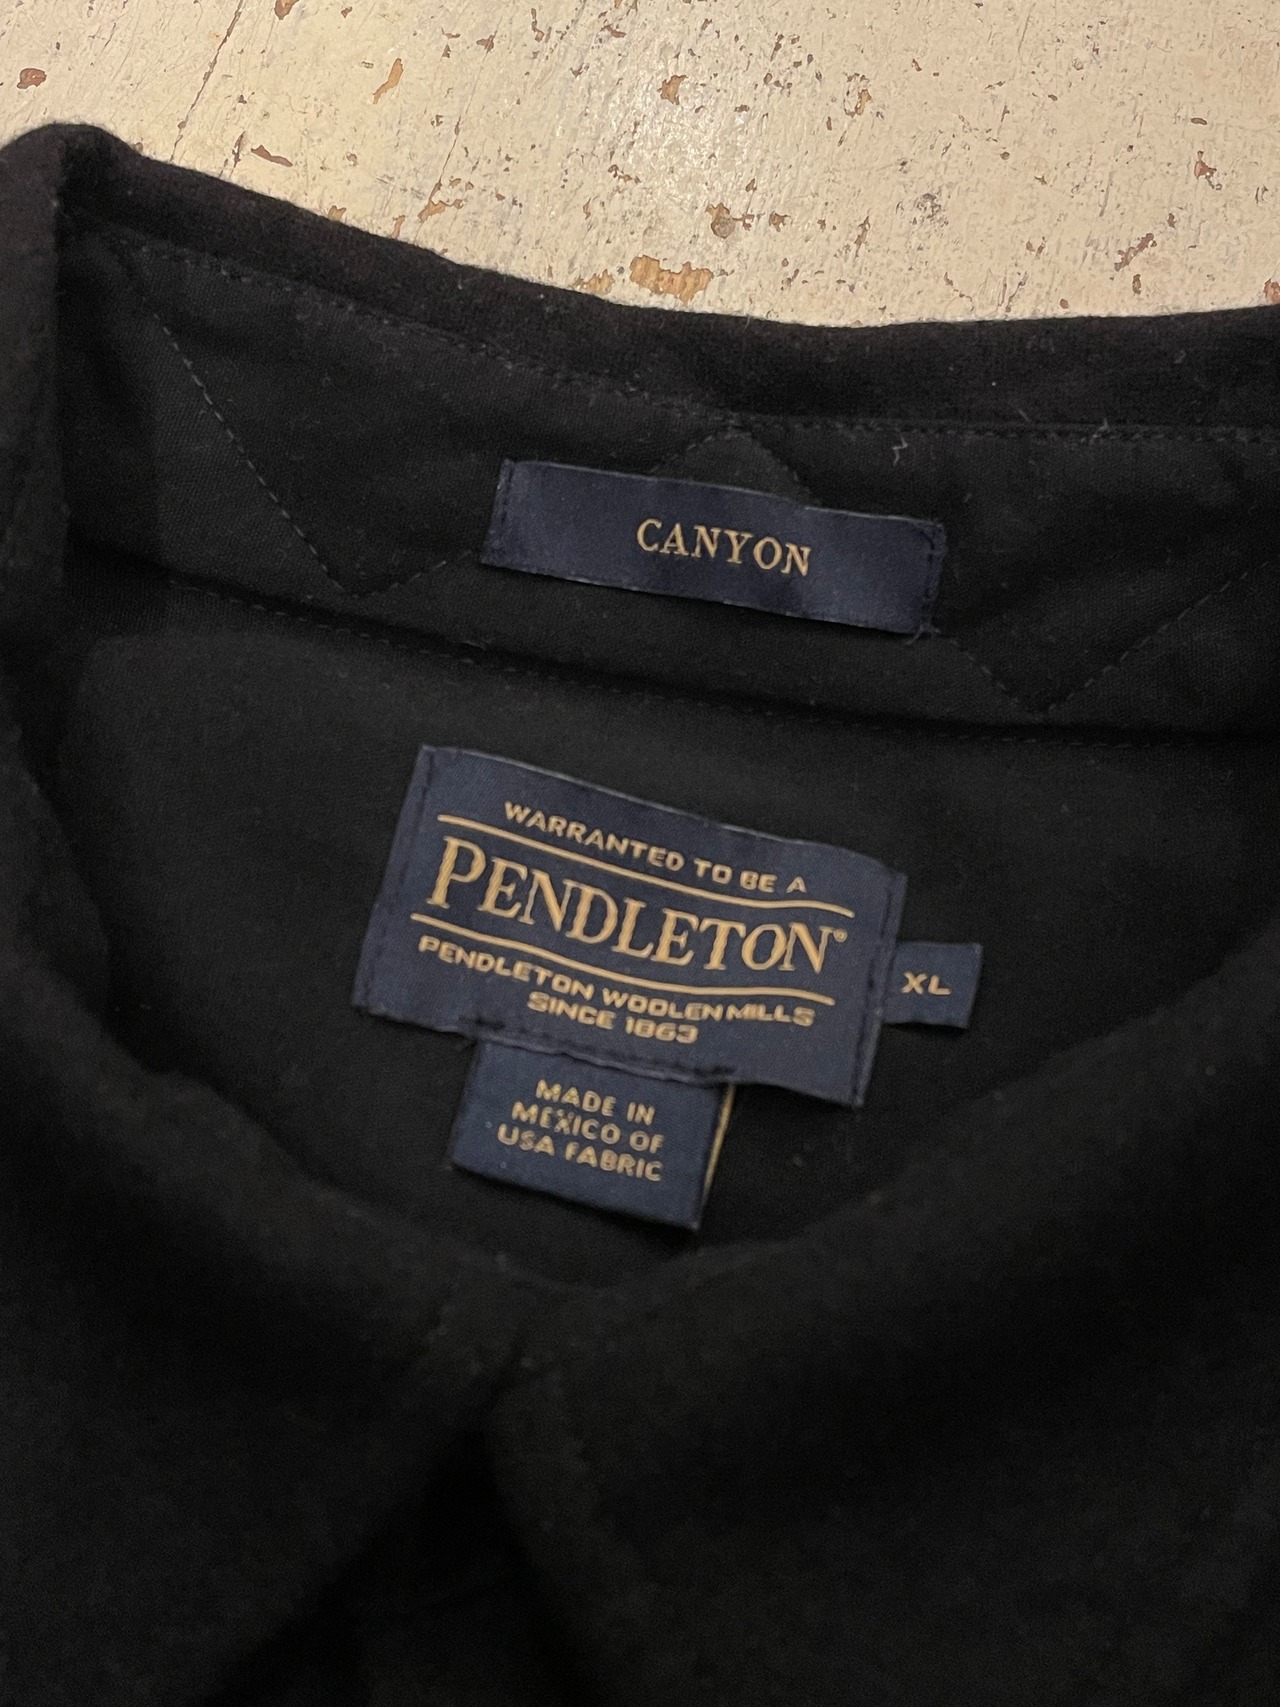 CANYON
WARRANTED TO BE A
PENDLETON®
PENDLETON WOOLEN MILLS
SINCE 1863
XL
MADE IN
MEXICO OF
USA FABRIC